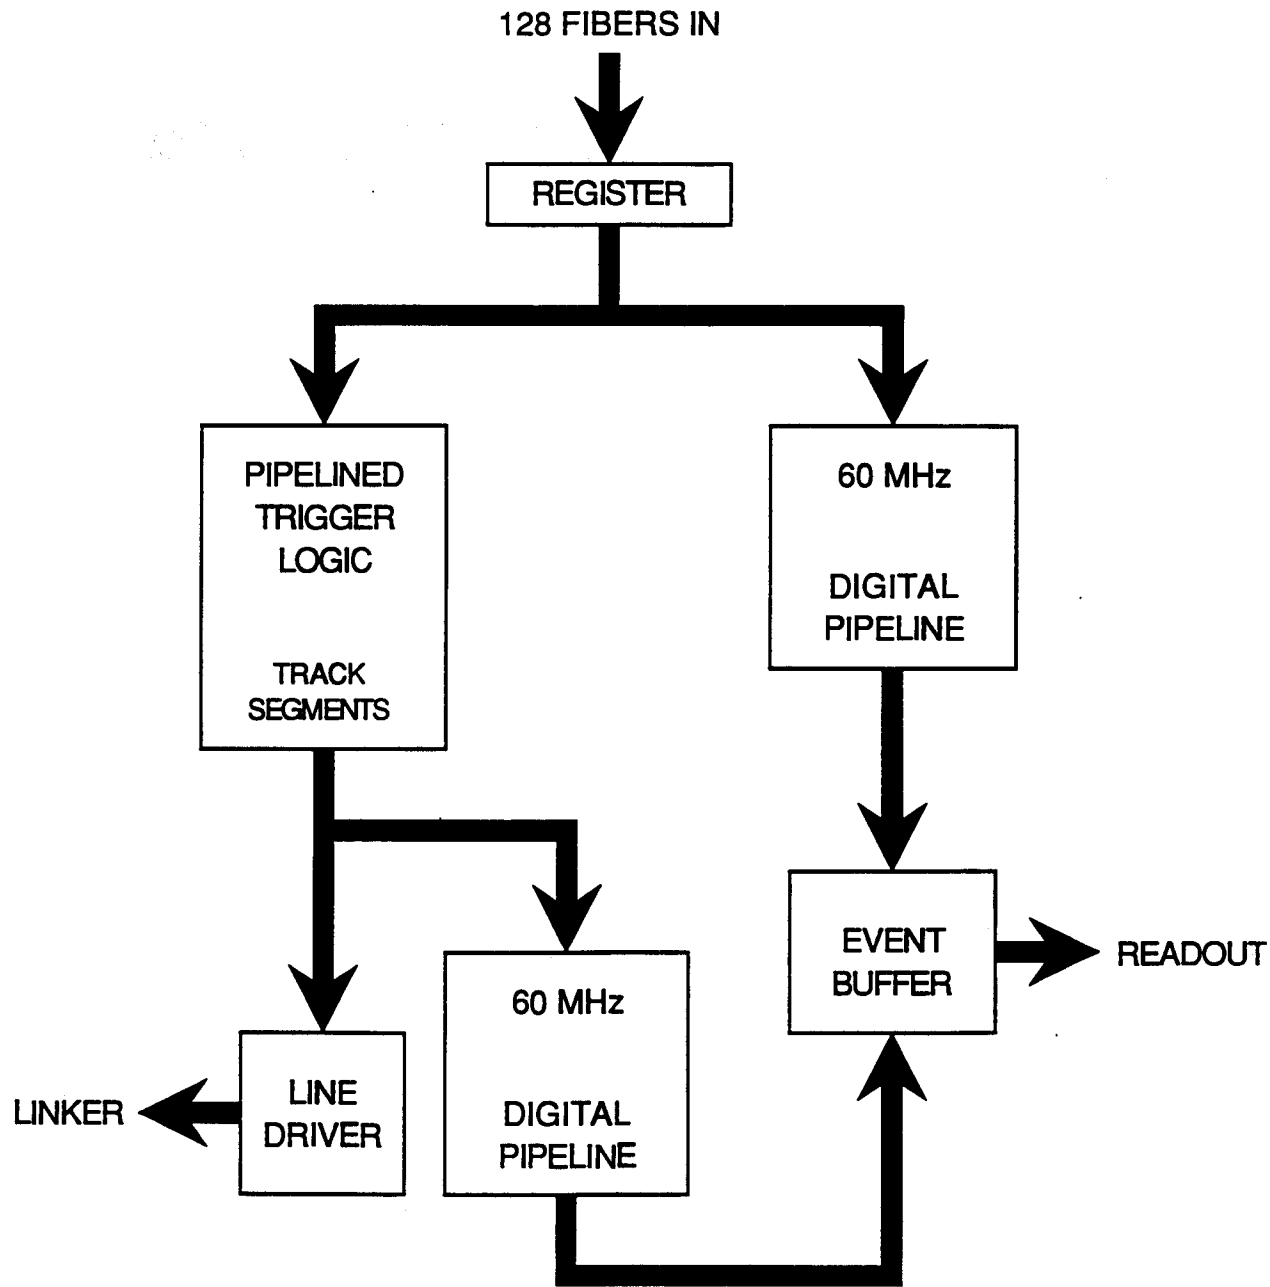 128 FIBERS IN
REGISTER
PIPELINED
TRIGGER
LOGIC
TRACK
SEGMENTS
60 MHz
DIGITAL
PIPELINE
EVENT
BUFFER
READOUT
60 MHz
DIGITAL
PIPELINE
LINE
DRIVER
LINKER